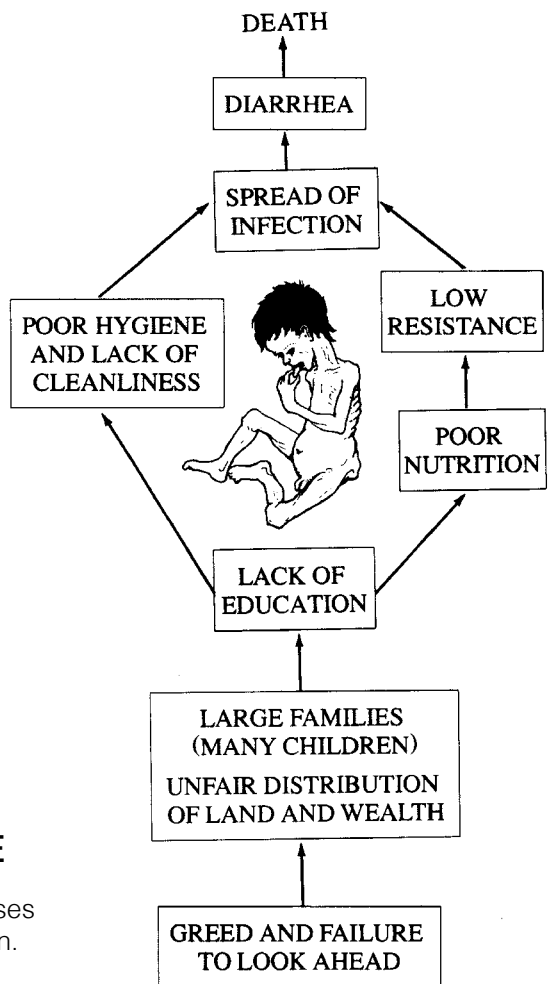 DEATH
DIARRHEA
SPREAD OF
INFECTION
POOR HYGIENE
AND LACK OF
CLEANLINESS
LOW
RESISTANCE
POOR
NUTRITION
LACK OF
EDUCATION
LARGE FAMILIES
(MANY CHILDREN)
UNFAIR DISTRIBUTION
OF LAND AND WEALTH
GREED AND FAILURE
TO LOOK AHEAD